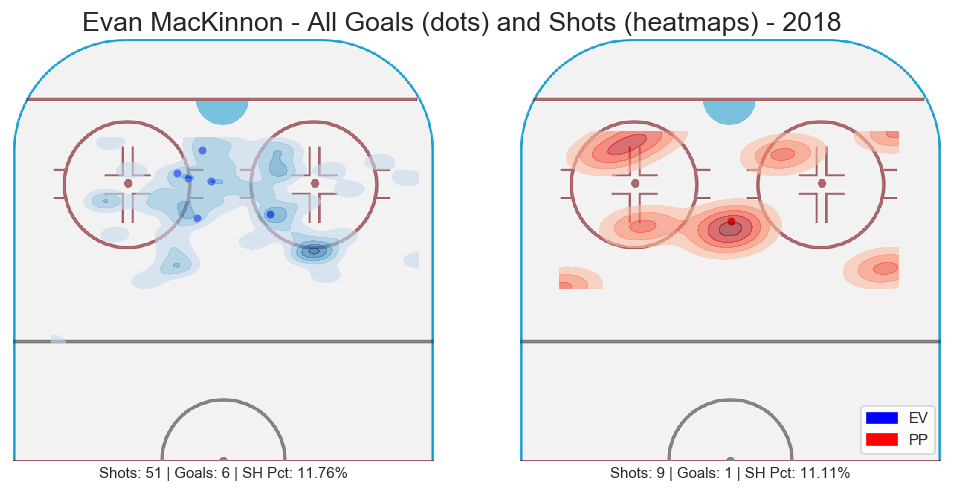 Evan MacKinnon - All Goals (dots) and Shots (heatmaps) - 2018
EV
PP
Shots: 51 | Goals: 6 | SH Pct: 11.76%
Shots: 9 | Goals: 1 | SH Pct: 11.11%